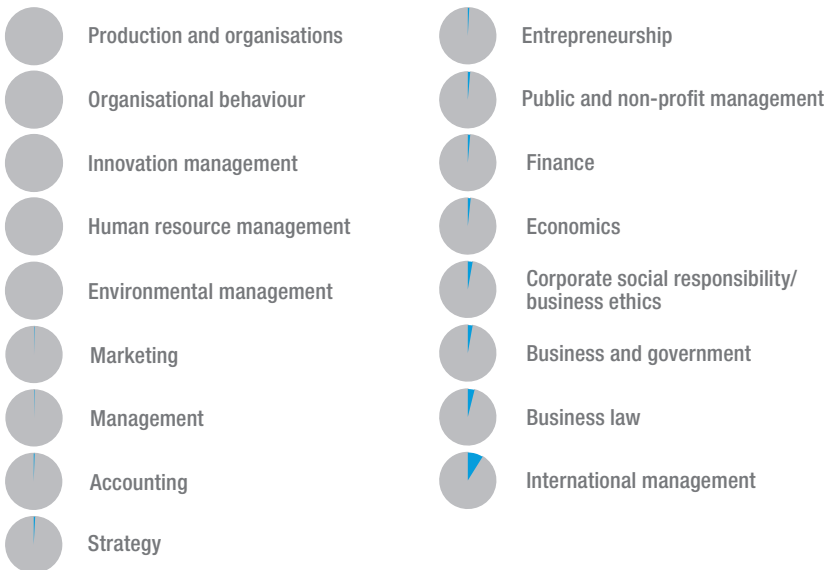 Production and organisations
Organisational behaviour
Innovation management
Human resource management
Environmental management
Marketing
Management
Accounting
Strategy
Entrepreneurship
Public and non-profit management
Finance
Economics
Corporate social responsibility/
business ethics
Business and government
Business law
International management